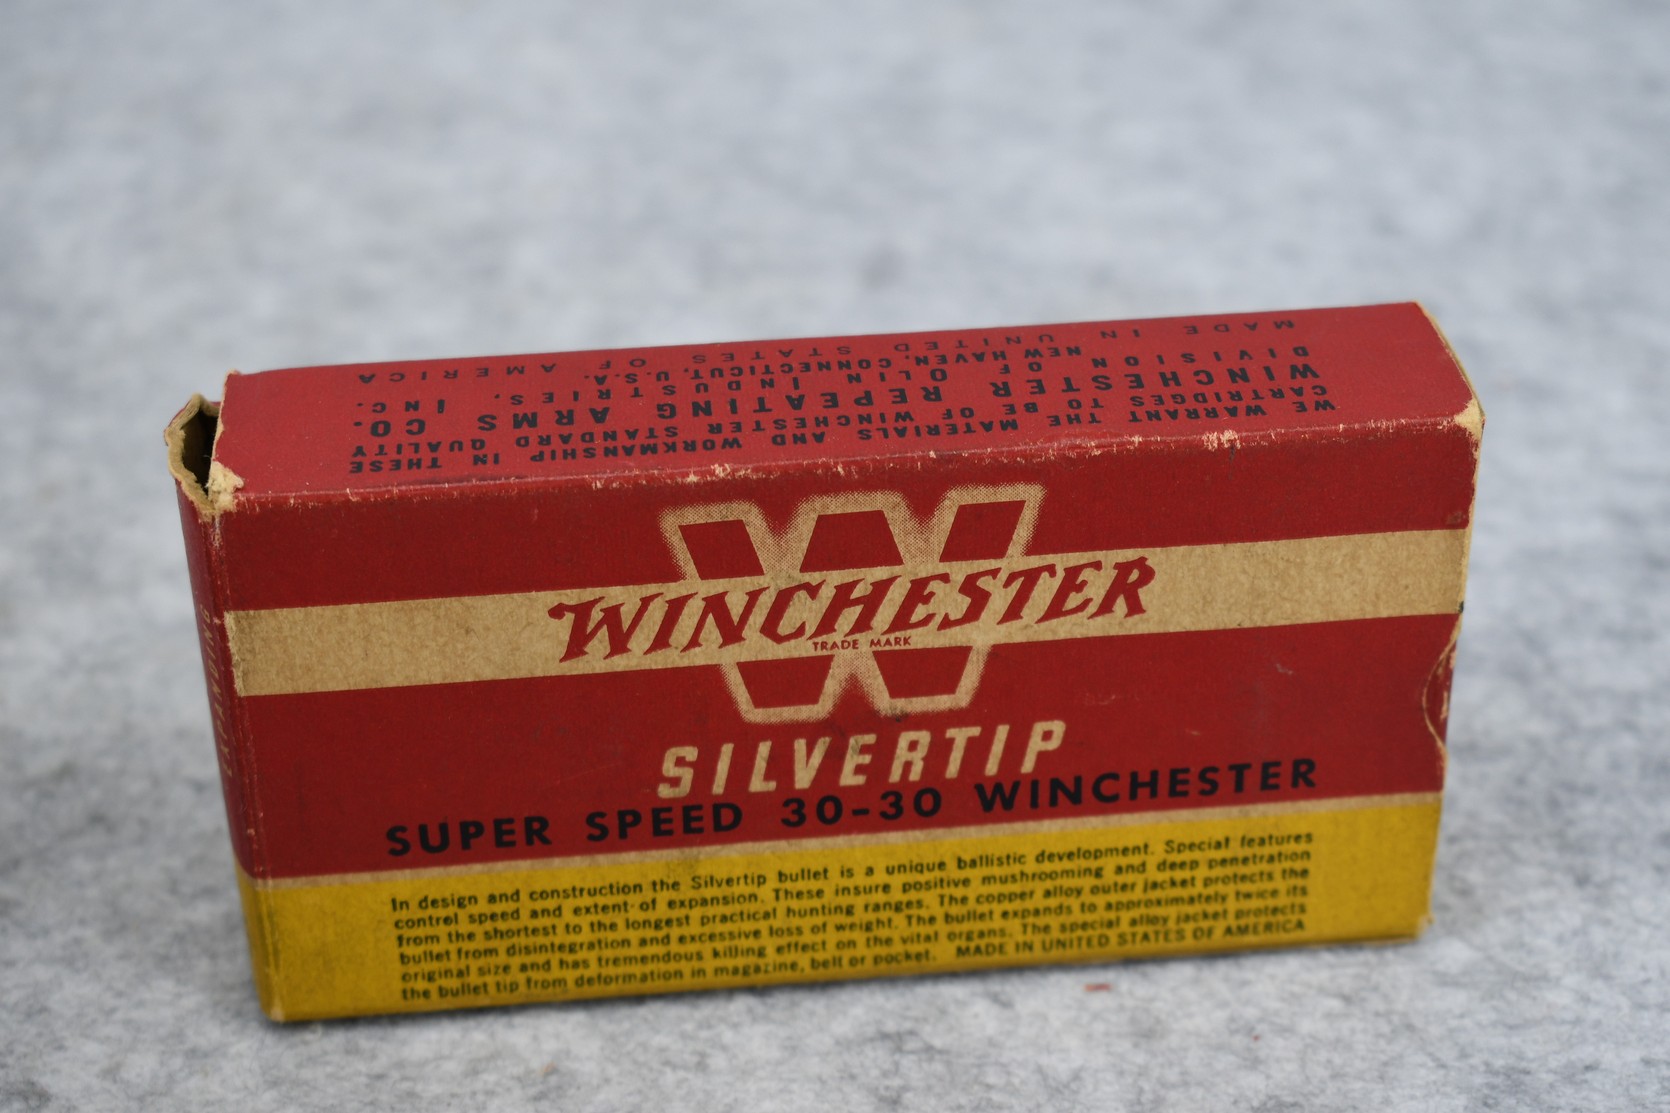 WE WARRANT THE MATERIALS AND WORKMANSHIP IN THESE
CARTRIDGES TO BE OF WINCHESTER STANDARD QUALITY
WINCHESTER REPEATING ARMS CO.
DIVISION OF OLIN INDUSTRIES, INC.
NEW HAVEN, CONNECTICUT, U.S.A.
MADE IN UNITED STATES OF AMERICA
W
WINCHESTER
TRADE MARK
SILVERTIP
SUPER SPEED 30-30 WINCHESTER
In design and construction the Silvertip bullet is a unique ballistic development. Special features
control speed and extent of expansion. These insure positive mushrooming and deep penetration
from the shortest to the longest practical hunting ranges. The copper alloy outer jacket protects the
bullet from disintegration and excessive loss of weight. The bullet expands to approximately twice its
original size and has tremendous killing effect on the vital organs. The special alloy jacket protects
the bullet tip from deformation in magazine, belt or pocket. MADE IN UNITED STATES OF AMERICA
EXPANDING